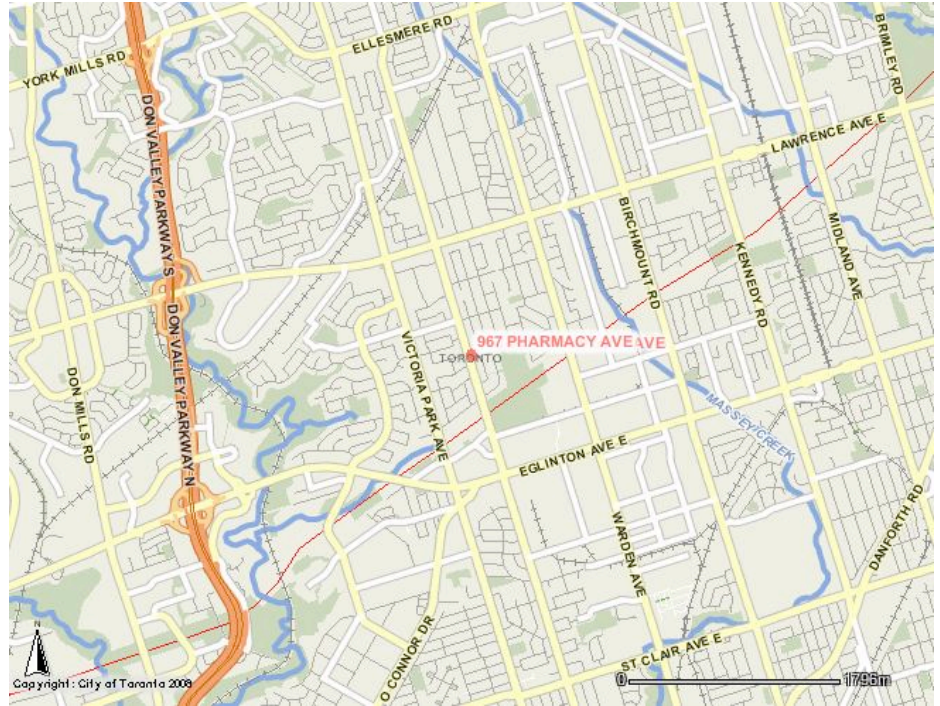 BRIMLEY RD
ELLESMERE RD
YORK MILLS RD
DON VALLEY PARKWAY S
LAWRENCE AVE E
BIRCHMOUNT RD
MIDLAND AVE
KENNEDY RD
DON VALLEY PARKWAY N
VICTORIA PARK AVE
967 PHARMACY AVE AVE
TORONTO
DON MILLS RD
MASSEY CREEK
EGLINTON AVE E
DANFORTH RD
WARDEN AVE
O CONNOR DR
ST CLAIR AVE E
N
Copyright: City of Toronto 2008
0 1796m